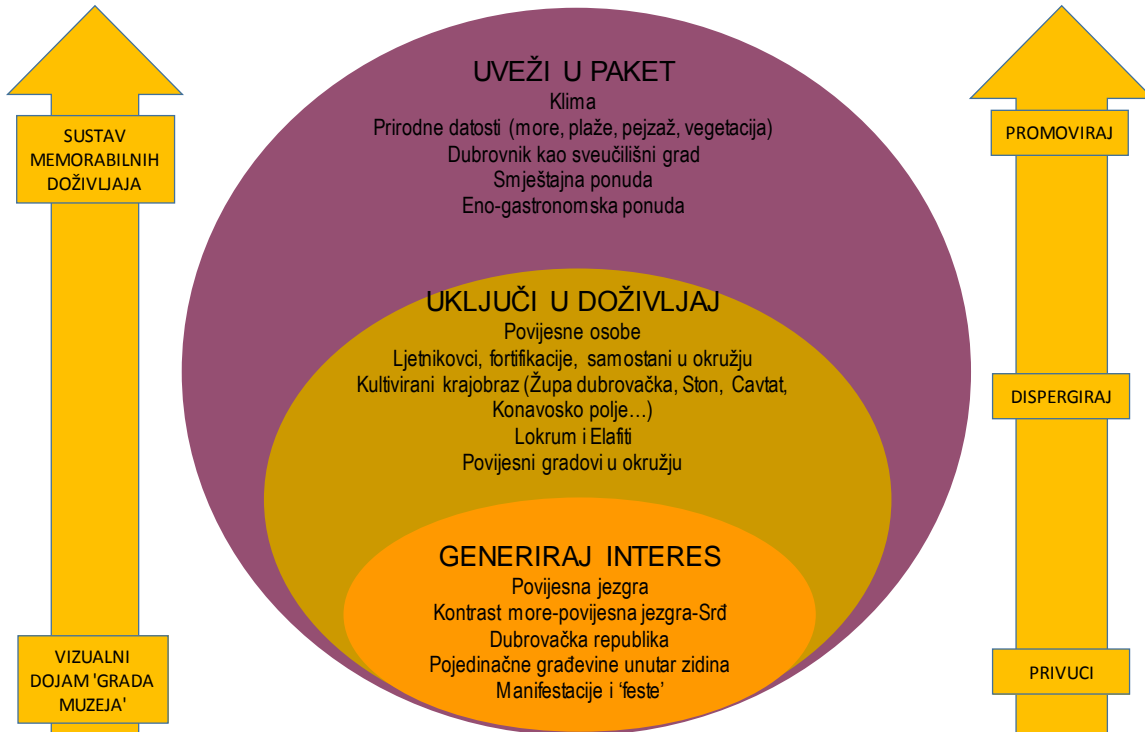 SUSTAV
MEMORABILNIH
DOŽIVLJAJA
VIZUALNI
DOJAM 'GRADA
MUZEJA'
UVEŽI U PAKET
Klima
Prirodne datosti (more, plaže, pejzaž, vegetacija)
Dubrovnik kao sveučilišni grad
Smještajna ponuda
Eno-gastronomska ponuda
UKLJUČI U DOŽIVLJAJ
Povijesne osobe
Ljetnikovci, fortifikacije, samostani u okružju
Kultivirani krajobraz (Župa dubrovačka, Ston, Cavtat,
Konavosko polje…)
Lokrum i Elafiti
Povijesni gradovi u okružju
GENERIRAJ INTERES
Povijesna jezgra
Kontrast more-povijesna jezgra-Srđ
Dubrovačka republika
Pojedinačne građevine unutar zidina
Manifestacije i ‘feste’
PROMOVIRAJ
DISPERGIRAJ
PRIVUCI